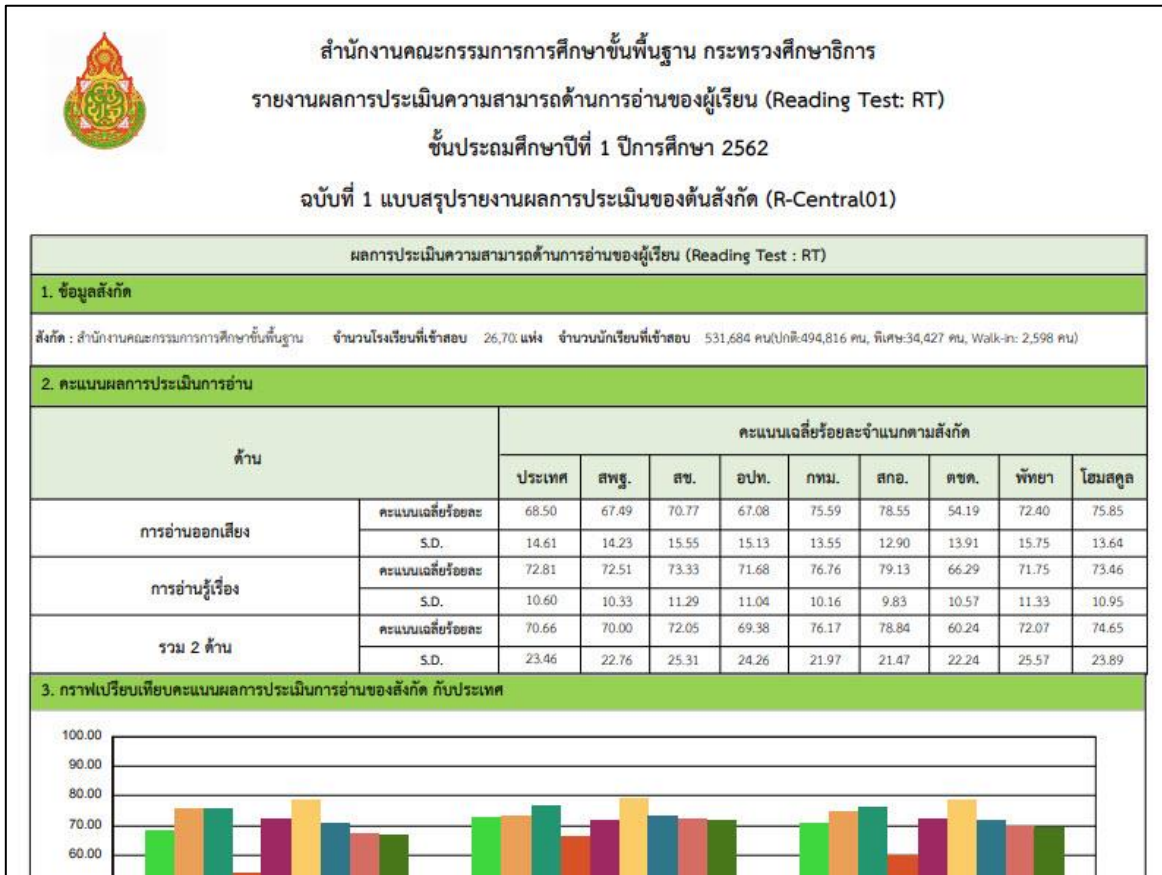 สำนักงานคณะกรรมการการศึกษาขั้นพื้นฐาน กระทรวงศึกษาธิการ
รายงานผลการประเมินความสามารถด้านการอ่านของผู้เรียน (Reading Test: RT)
ชั้นประถมศึกษาปีที่ 1 ปีการศึกษา 2562
ฉบับที่ 1 แบบสรุปรายงานผลการประเมินของต้นสังกัด (R-Central01)
ผลการประเมินความสามารถด้านการอ่านของผู้เรียน (Reading Test : RT)
1. ข้อมูลสังกัด
สังกัด : สำนักงานคณะกรรมการการศึกษาขั้นพื้นฐาน จำนวนโรงเรียนที่เข้าสอบ 26,70 แห่ง จำนวนนักเรียนที่เข้าสอบ 531,684 คน(ปกติ:494,816 คน, พิเศษ:34,427 คน, Walk-in: 2,598 คน)
2. คะแนนผลการประเมินการอ่าน
ด้าน คะแนนเฉลี่ยร้อยละจำแนกตามสังกัด
ประเทศ สพฐ. สช. อปท. กทม. สกอ. ตชด. พัทยา โฮมสคูล
การอ่านออกเสียง คะแนนเฉลี่ยร้อยละ 68.50 67.49 70.77 67.08 75.59 78.55 54.19 72.40 75.85
S.D. 14.61 14.23 15.55 15.13 13.55 12.90 13.91 15.75 13.64
การอ่านรู้เรื่อง คะแนนเฉลี่ยร้อยละ 72.81 72.51 73.33 71.68 76.76 79.13 66.29 71.75 73.46
S.D. 10.60 10.33 11.29 11.04 10.16 9.83 10.57 11.33 10.95
รวม 2 ด้าน คะแนนเฉลี่ยร้อยละ 70.66 70.00 72.05 69.38 76.17 78.84 60.24 72.07 74.65
S.D. 23.46 22.76 25.31 24.26 21.97 21.47 22.24 25.57 23.89
3. กราฟเปรียบเทียบคะแนนผลการประเมินการอ่านของสังกัด กับประเทศ
100.00
90.00
80.00
70.00
60.00